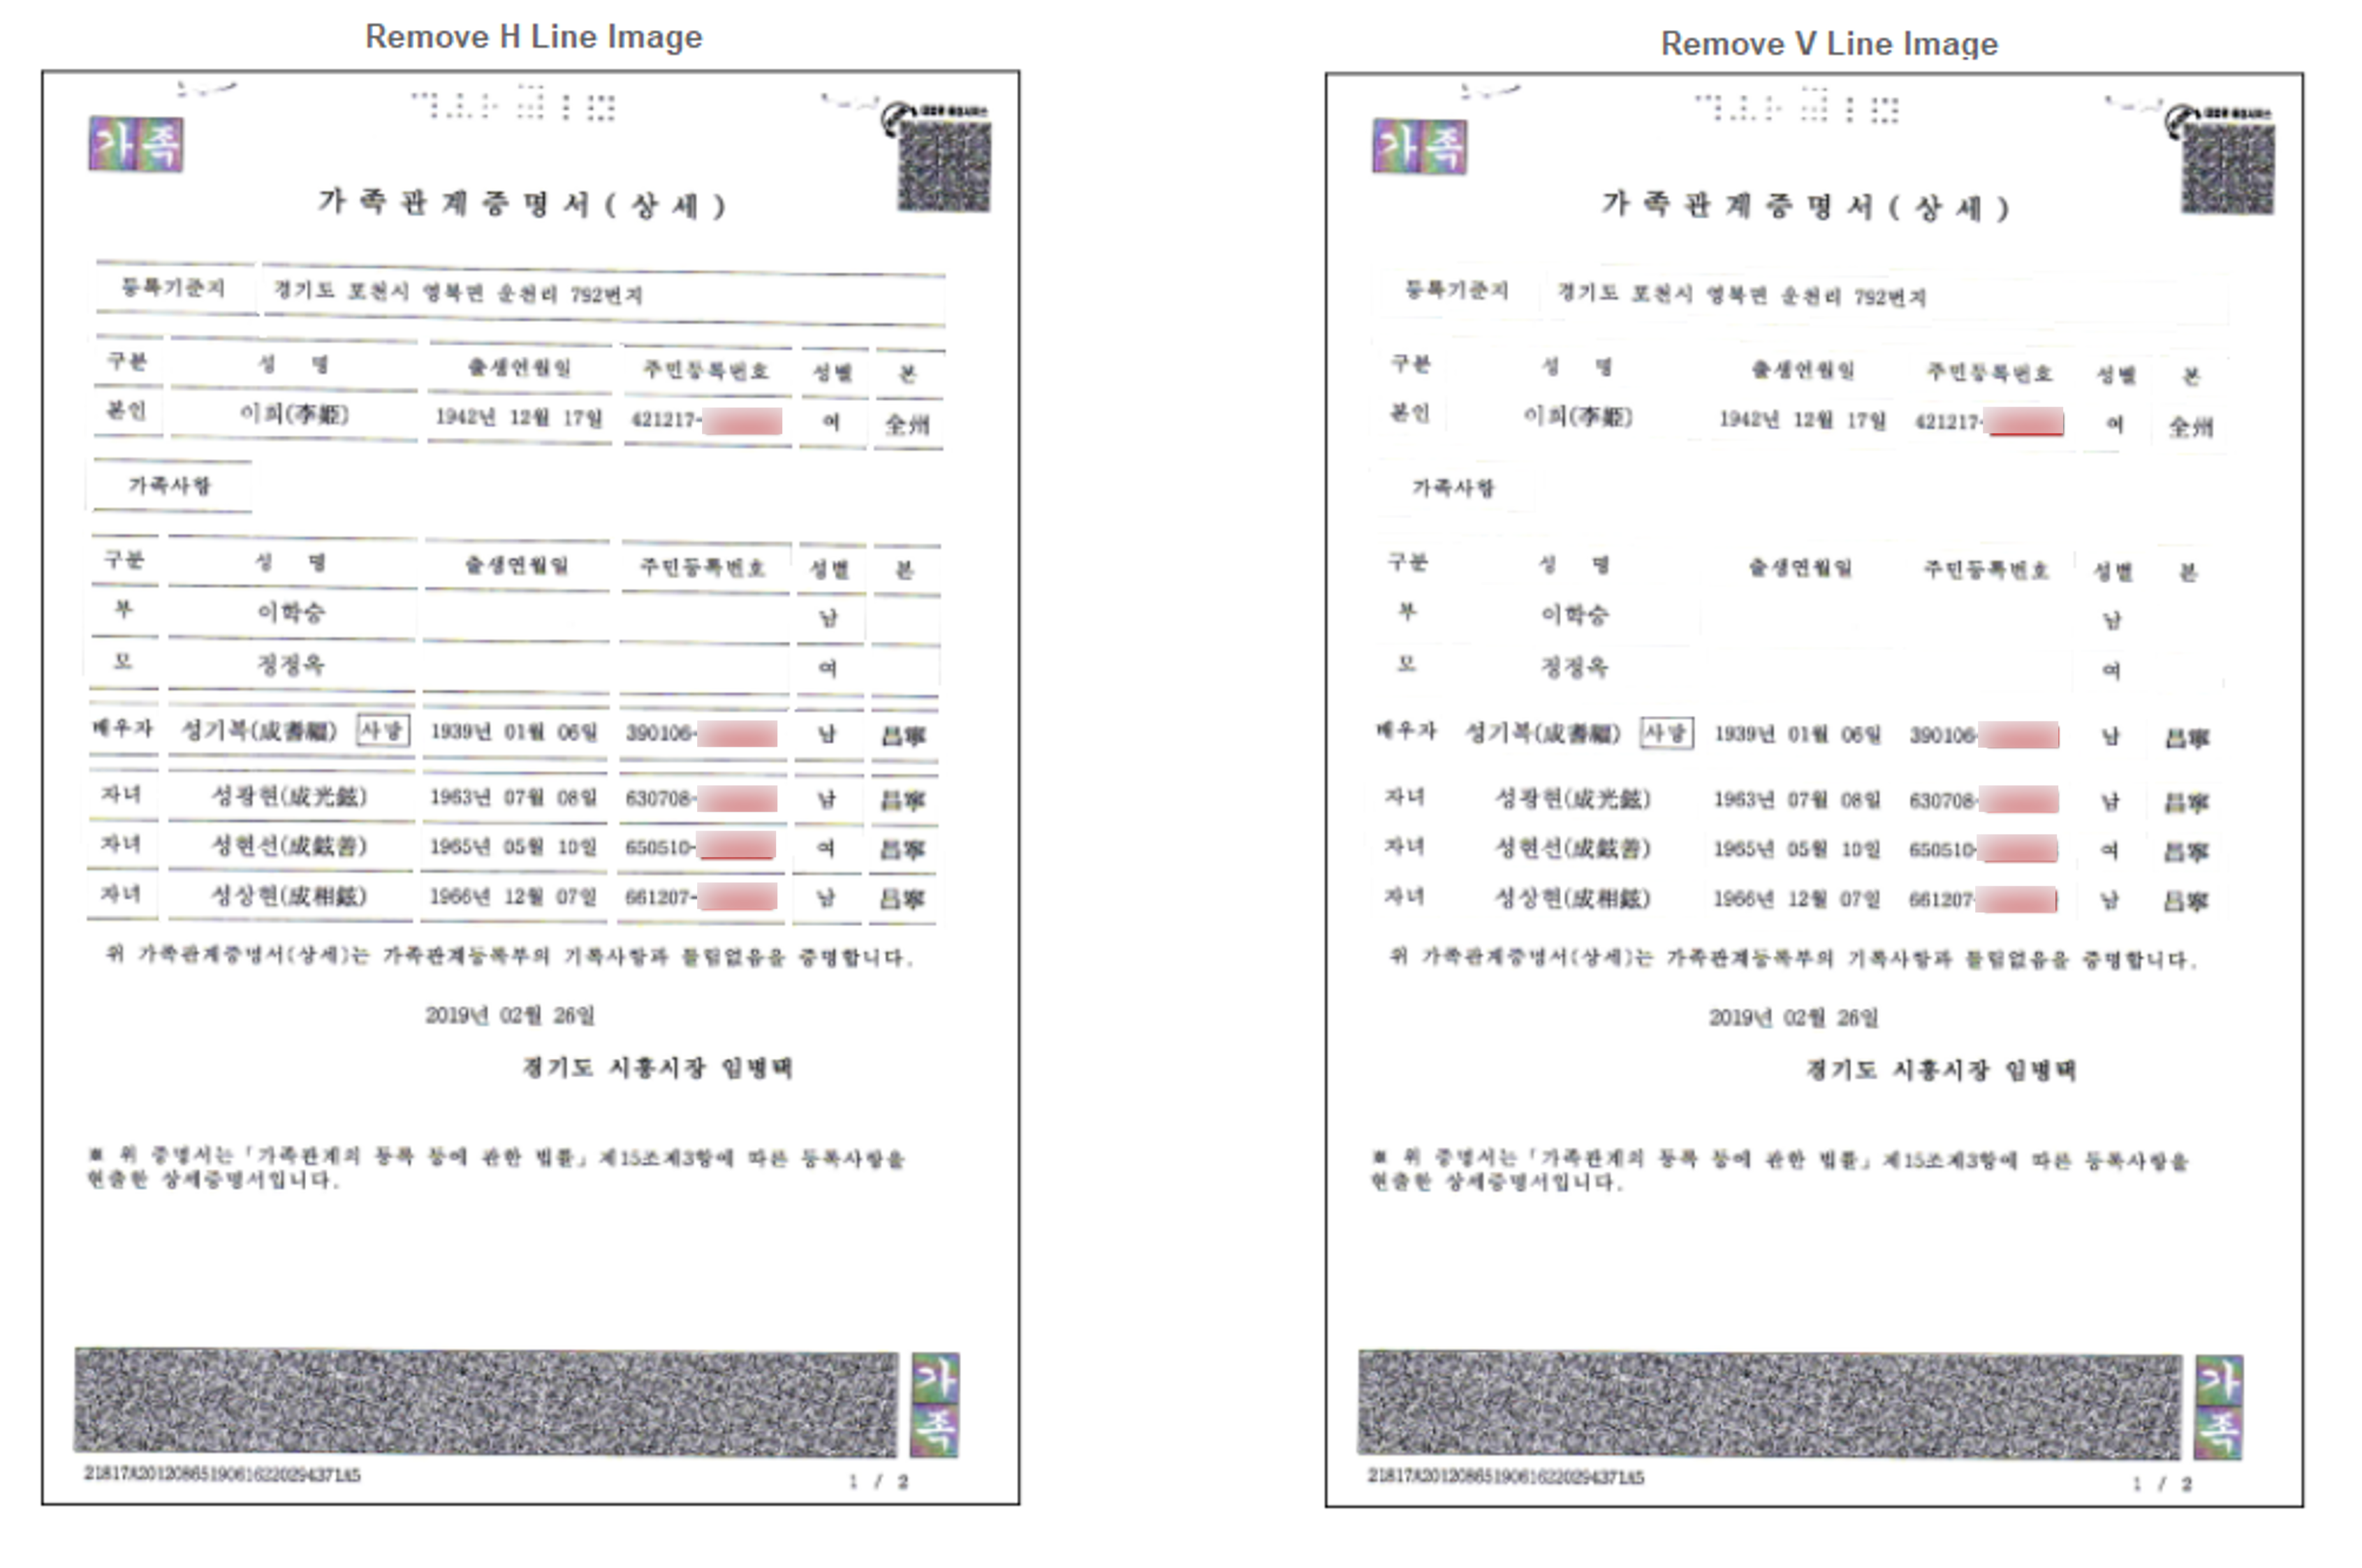 Remove H Line Image
가족
가족관계증명서(상세)
등록기준지 경기도 포천시 영북면 운천리 792번지
구분 성 명 출생연월일 주민등록번호 성별 본
본인 이희(李姬) 1942년 12월 17일 421217- 여 全州
가족사항
구분 성 명 출생연월일 주민등록번호 성별 본
부 이학승 남
모 정정옥 여
배우자 성기복(成耆福) 사망 1939년 01월 06일 390106- 남 昌寧
자녀 성광현(成光鉉) 1963년 07월 08일 630708- 남 昌寧
자녀 성현선(成鉉善) 1965년 05월 10일 650510- 여 昌寧
자녀 성상현(成相鉉) 1966년 12월 07일 661207- 남 昌寧
위 가족관계증명서(상세)는 가족관계등록부의 기록사항과 틀림없음을 증명합니다.
2019년 02월 26일
경기도 시흥시장 임병택
※ 위 증명서는「가족관계의 등록 등에 관한 법률」제15조제3항에 따른 등록사항을
현출한 상세증명서입니다.
가족
21817A20120865190616220294371A5
1 / 2
Remove V Line Image
가족
가족관계증명서(상세)
등록기준지 경기도 포천시 영북면 운천리 792번지
구분 성 명 출생연월일 주민등록번호 성별 본
본인 이희(李姬) 1942년 12월 17일 421217- 여 全州
가족사항
구분 성 명 출생연월일 주민등록번호 성별 본
부 이학승 남
모 정정옥 여
배우자 성기복(成耆福) 사망 1939년 01월 06일 390106- 남 昌寧
자녀 성광현(成光鉉) 1963년 07월 08일 630708- 남 昌寧
자녀 성현선(成鉉善) 1965년 05월 10일 650510- 여 昌寧
자녀 성상현(成相鉉) 1966년 12월 07일 661207- 남 昌寧
위 가족관계증명서(상세)는 가족관계등록부의 기록사항과 틀림없음을 증명합니다.
2019년 02월 26일
경기도 시흥시장 임병택
※ 위 증명서는「가족관계의 등록 등에 관한 법률」제15조제3항에 따른 등록사항을
현출한 상세증명서입니다.
가족
21817A20120865190616220294371A5
1 / 2